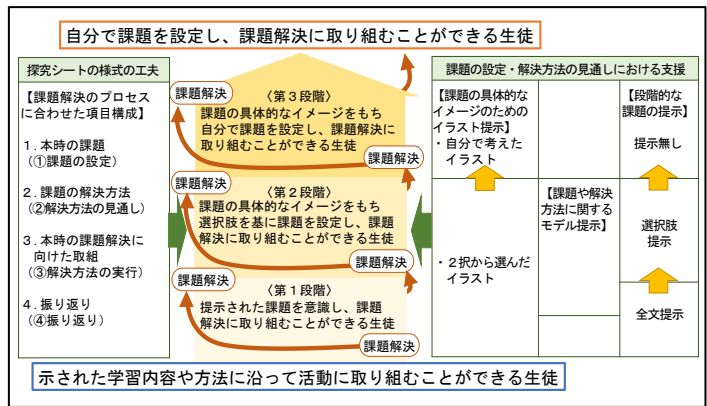 自分で課題を設定し、課題解決に取り組むことができる生徒
探究シートの様式の工夫
【課題解決のプロセス
に合わせた項目構成】
1．本時の課題
（①課題の設定）
2．課題の解決方法
（②解決方法の見通し）
3．本時の課題解決に
向けた取組
（③解決方法の実行）
4．振り返り
（④振り返り）
課題解決
〈第３段階〉
課題の具体的なイメージをもち
自分で課題を設定し、課題解決に
取り組むことができる生徒
課題解決
課題解決
〈第２段階〉
課題の具体的なイメージをもち
選択肢を基に課題を設定し、課題
解決に取り組むことができる生徒
課題解決
課題解決
〈第１段階〉
提示された課題を意識し、課題
解決に取り組むことができる生徒
課題解決
課題の設定・解決方法の見通しにおける支援
【課題の具体的な
イメージのための
イラスト提示】
・自分で考えた
イラスト
・２択から選んだ
イラスト
【課題や解決
方法に関する
モデル提示】
【段階的な
課題の提示】
提示無し
選択肢
提示
全文提示
示された学習内容や方法に沿って活動に取り組むことができる生徒